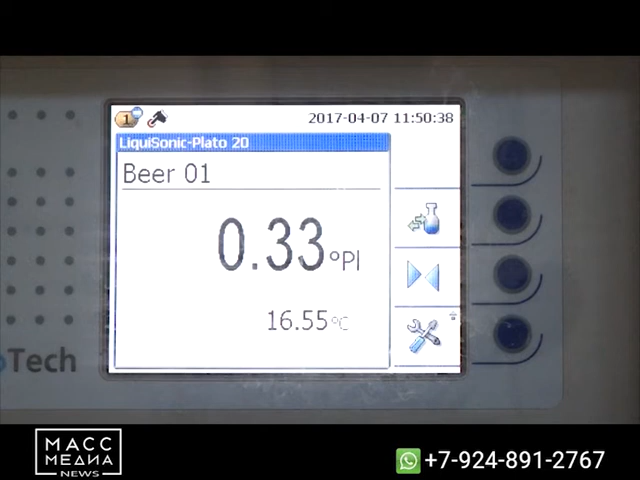 1
2017-04-07 11:50:38
LiquiSonic-Plato 20
Beer 01
0.33 °Pl
16.55 °C
Tech
МАСС
МЕДИА
NEWS
+7-924-891-2767